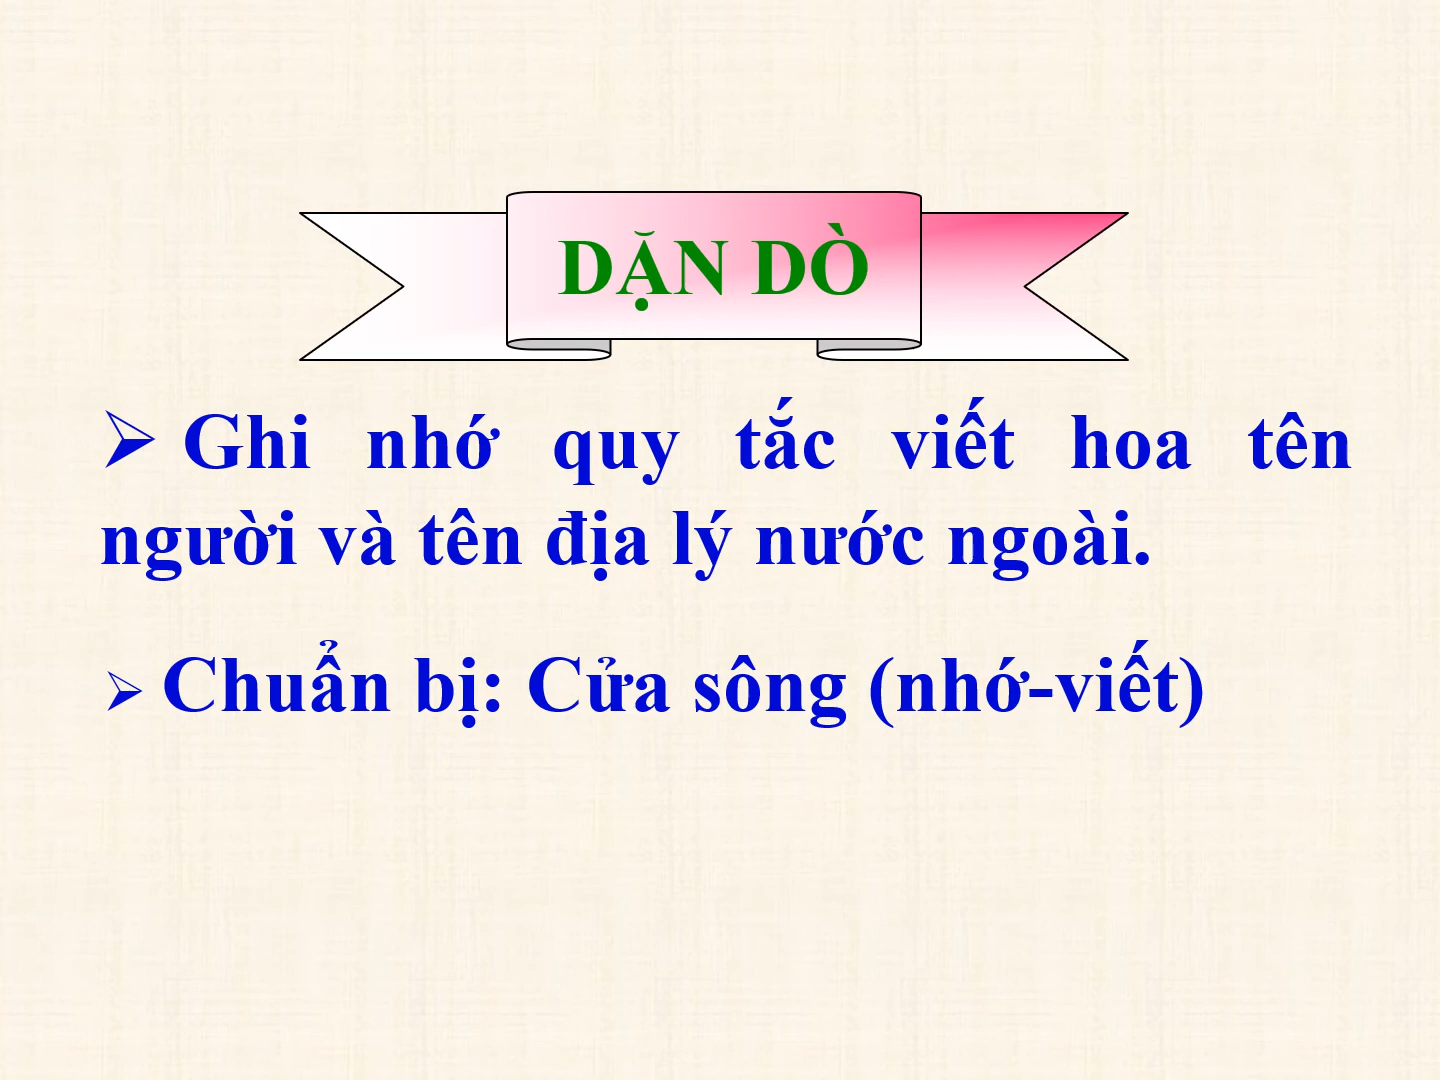 DẶN DÒ
➢ Ghi nhớ quy tắc viết hoa tên
người và tên địa lý nước ngoài.
➢ Chuẩn bị: Cửa sông (nhớ-viết)